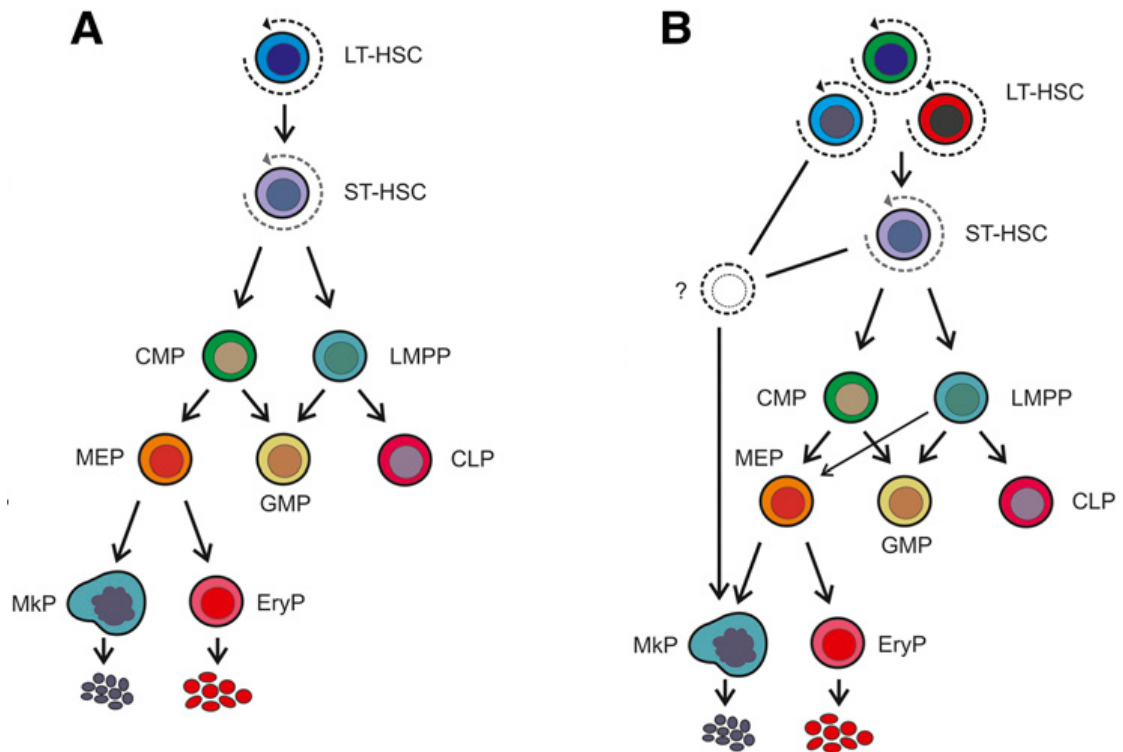 A
LT-HSC
ST-HSC
CMP
LMPP
MEP
GMP
CLP
MkP
EryP
B
LT-HSC
ST-HSC
?
CMP
LMPP
MEP
GMP
CLP
MkP
EryP